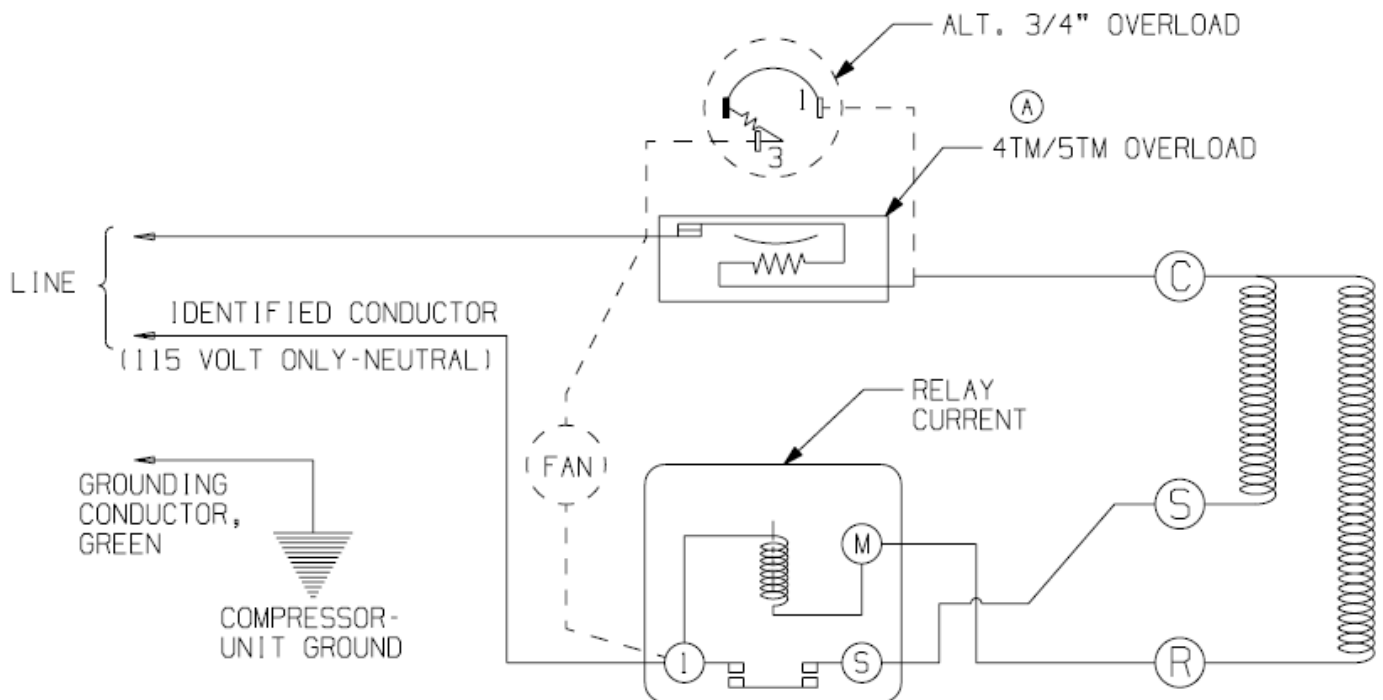 ALT. 3/4" OVERLOAD
1
3
A
4TM/5TM OVERLOAD
LINE
IDENTIFIED CONDUCTOR
(115 VOLT ONLY-NEUTRAL)
C
RELAY
CURRENT
FAN
GROUNDING
CONDUCTOR,
GREEN
S
M
COMPRESSOR-
UNIT GROUND
1
S
R